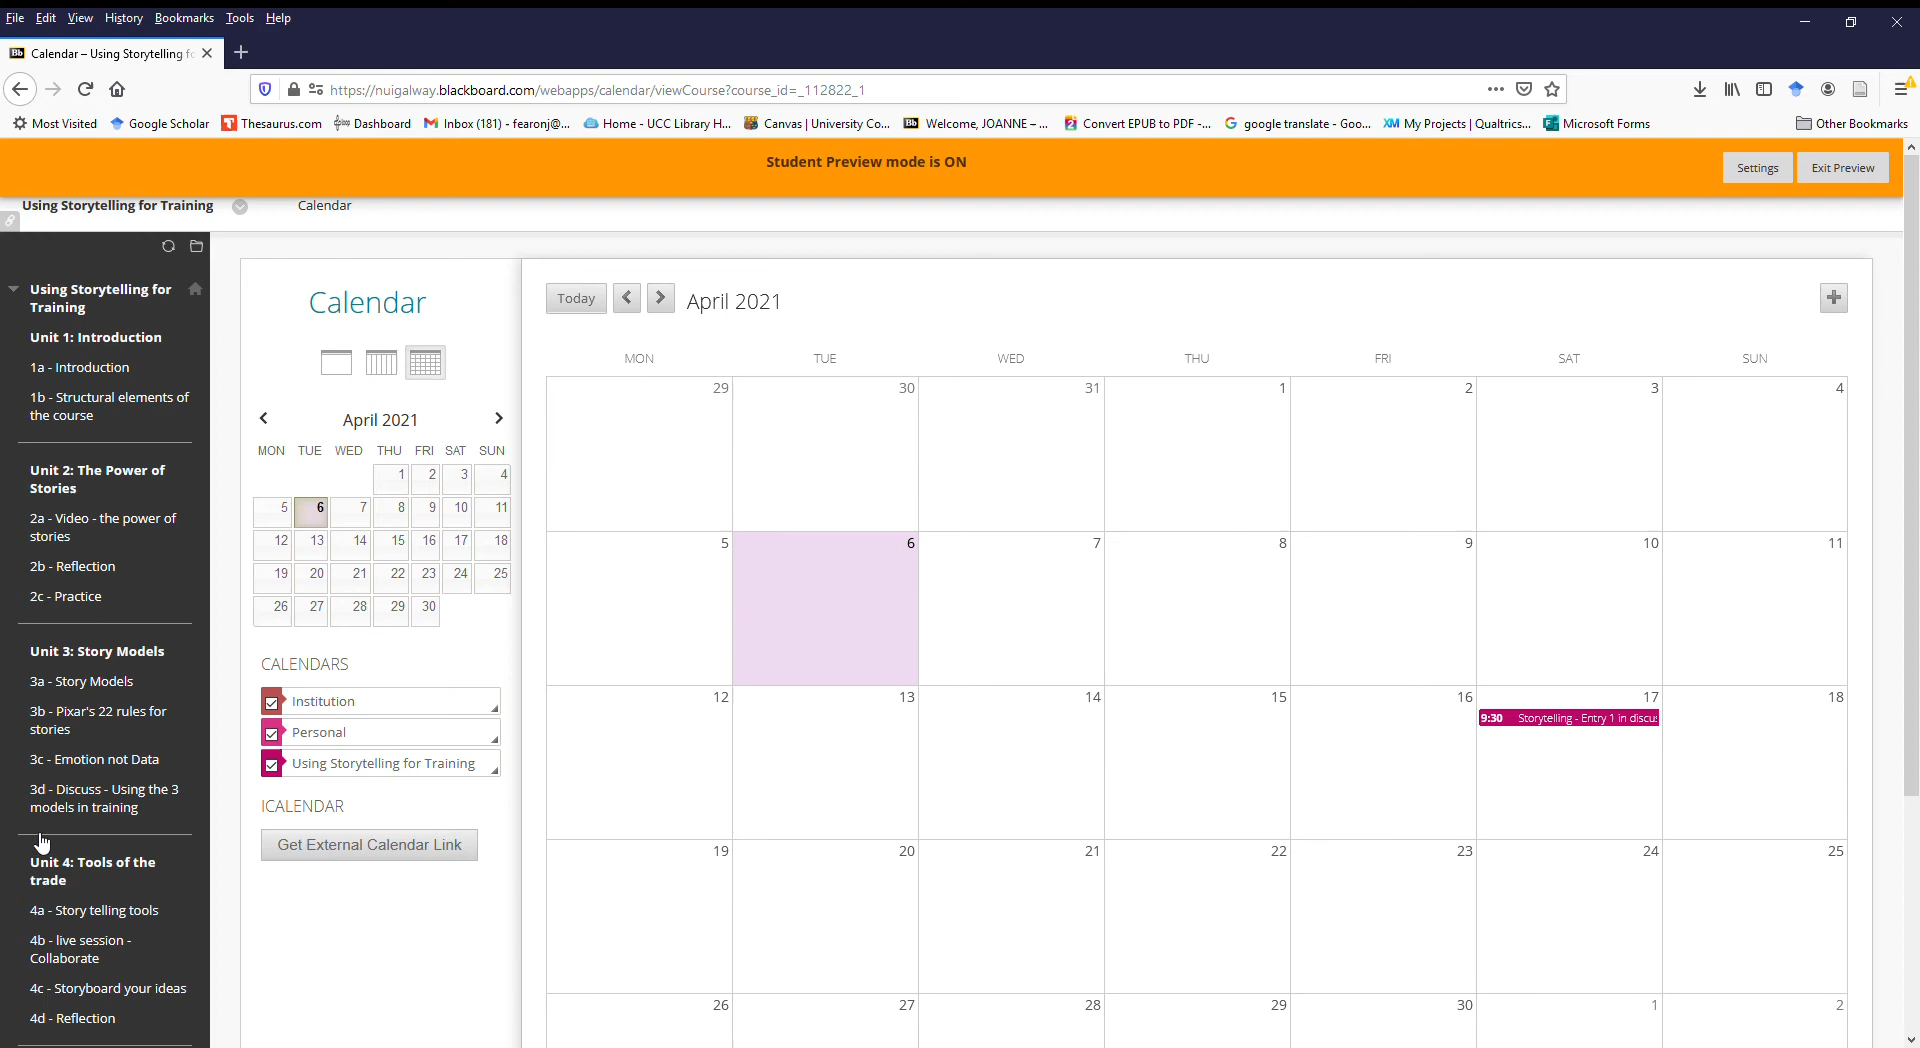 File Edit View History Bookmarks Tools Help
Bb Calendar – Using Storytelling fo
https://nuigalway.blackboard.com/webapps/calendar/viewCourse?course_id=_112822_1
Most Visited Google Scholar Thesaurus.com Dashboard Inbox (181) - fearonj@... Home - UCC Library H... Canvas | University Co... Bb Welcome, JOANNE – ... Convert EPUB to PDF -... google translate - Goo... XM My Projects | Qualtrics... Microsoft Forms Other Bookmarks
Student Preview mode is ON
Settings Exit Preview
Using Storytelling for Training Calendar
Using Storytelling for
Training
Unit 1: Introduction
1a - Introduction
1b - Structural elements of
the course
Unit 2: The Power of
Stories
2a - Video - the power of
stories
2b - Reflection
2c - Practice
Unit 3: Story Models
3a - Story Models
3b - Pixar's 22 rules for
stories
3c - Emotion not Data
3d - Discuss - Using the 3
models in training
Unit 4: Tools of the
trade
4a - Story telling tools
4b - live session -
Collaborate
4c - Storyboard your ideas
4d - Reflection
Calendar
April 2021
MON TUE WED THU FRI SAT SUN
1 2 3 4
5 6 7 8 9 10 11
12 13 14 15 16 17 18
19 20 21 22 23 24 25
26 27 28 29 30
CALENDARS
Institution
Personal
Using Storytelling for Training
ICALENDAR
Get External Calendar Link
Today April 2021
MON TUE WED THU FRI SAT SUN
29 30 31 1 2 3 4
5 6 7 8 9 10 11
12 13 14 15 16 17 18
9:30 Storytelling - Entry 1 in discu
19 20 21 22 23 24 25
26 27 28 29 30 1 2